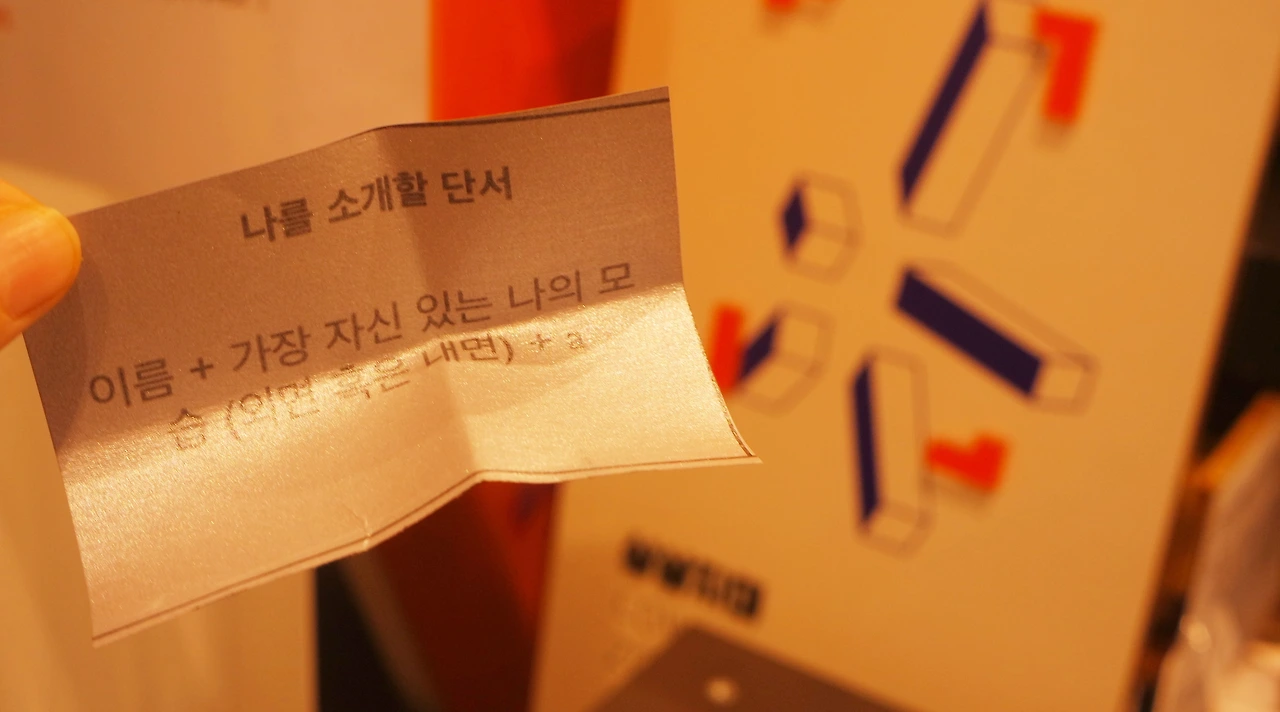 나를 소개할 단서
이름 + 가장 자신 있는 나의 모
습 (외면 혹은 내면) + a